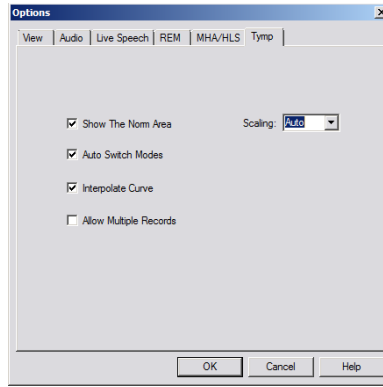 Options
View Audio Live Speech REM MHA/HLS Tymp
Show The Norm Area Scaling: Auto
Auto Switch Modes
Interpolate Curve
Allow Multiple Records
OK Cancel Help